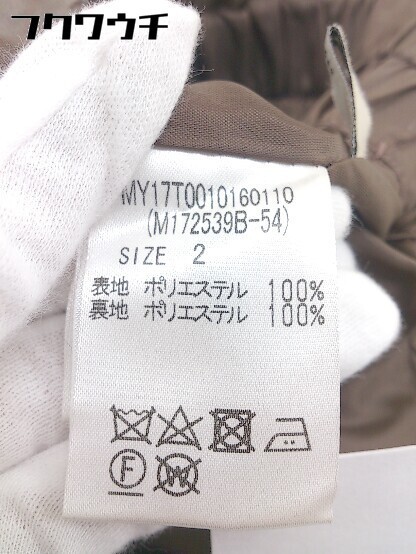 フクウウチ
MY17T0010160110
(M172539B-54)
SIZE 2
表地 ポリエステル 100%
裏地 ポリエステル 100%
F
W